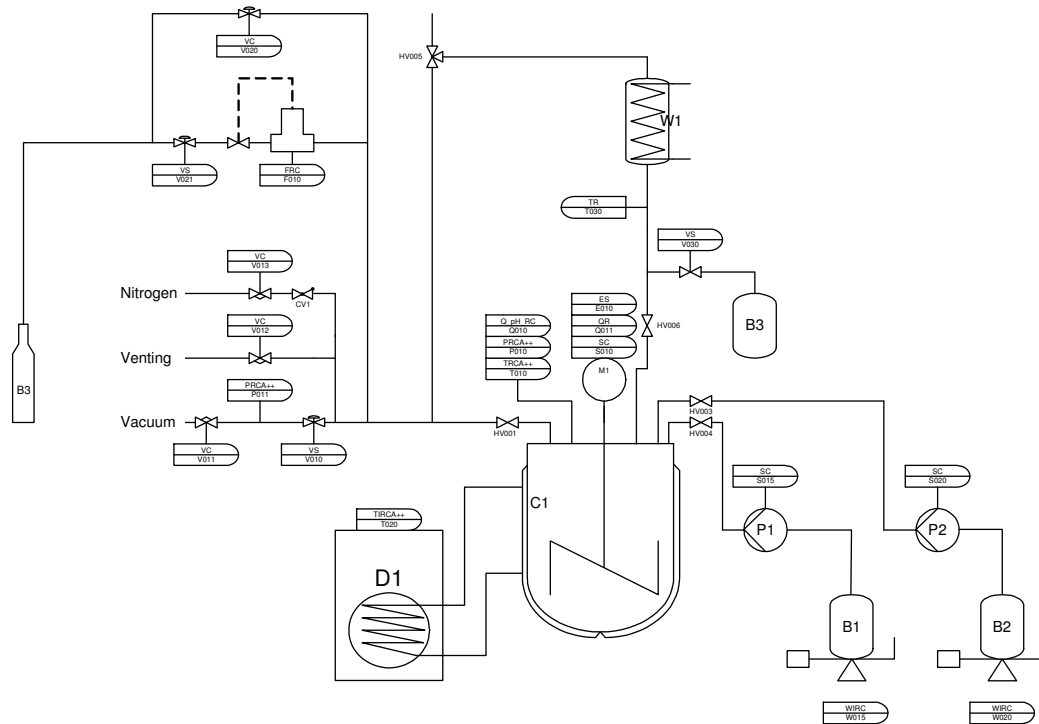 VC
V020
HV005
W1
VS
V021
FRC
F010
TR
T030
VS
V030
VC
V013
Nitrogen
CV1
ES
E010
QR
Q011
SC
S010
B3
HV006
Q_pH_RC
Q010
PRCA++
P010
TRCA++
T010
VC
V012
Venting
M1
B3
PRCA++
P011
Vacuum
HV001
HV003
HV004
VC
V011
VS
V010
SC
S015
SC
S020
C1
P1
P2
TIRCA++
T020
D1
B1
B2
WIRC
W015
WIRC
W020